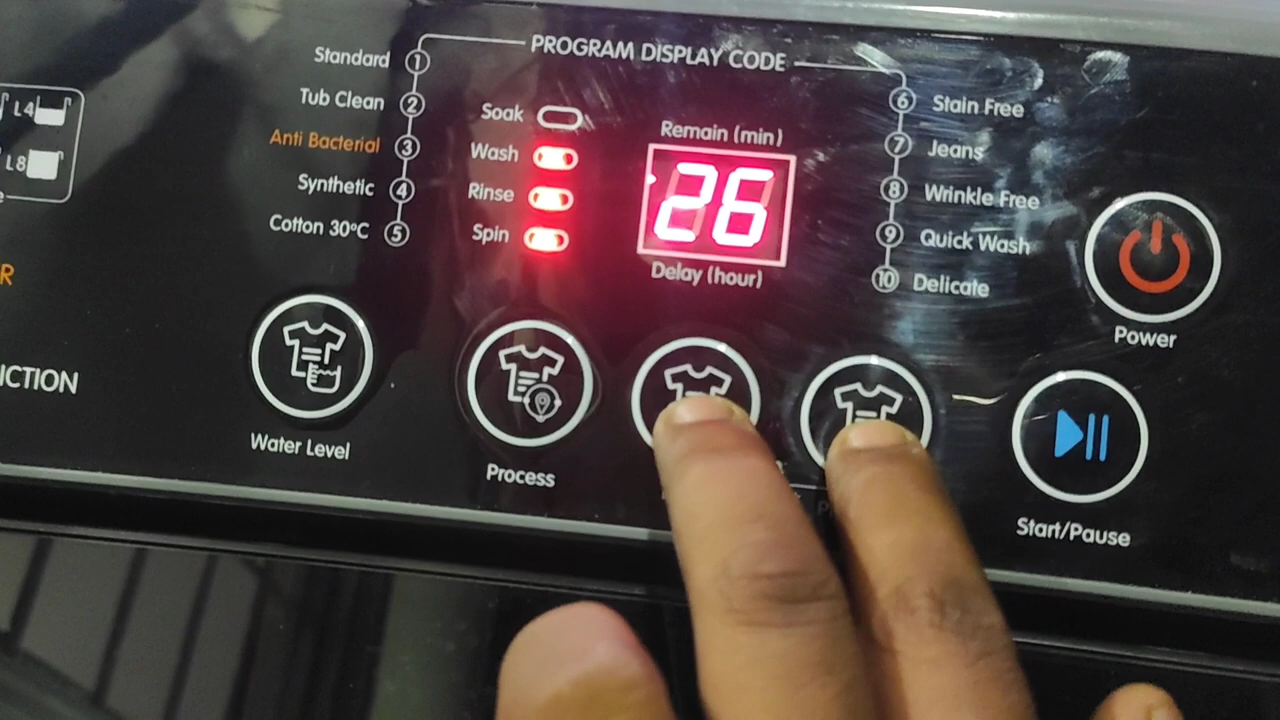 PROGRAM DISPLAY CODE
Standard 1
Tub Clean 2
Anti Bacterial 3
Synthetic 4
Cotton 30°C 5
L4
L8
Soak
Wash
Rinse
Spin
Remain (min)
26
Delay (hour)
6 Stain Free
7 Jeans
8 Wrinkle Free
9 Quick Wash
10 Delicate
Power
Water Level
Process
Start/Pause